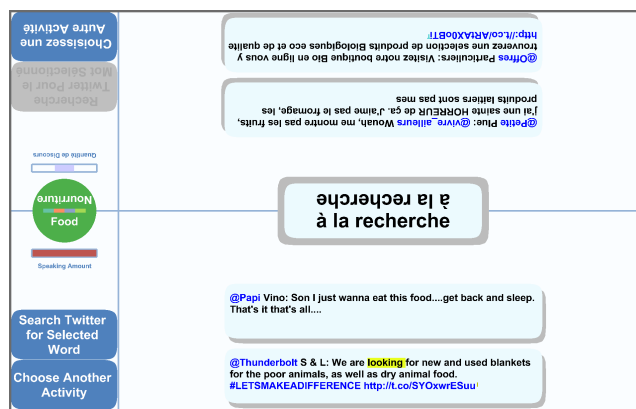 Choisissez une
Autre Activité
Recherche
Twitter Pour le
Mot Sélectionné
Quantité de Discours
Nourriture
Food
Speaking Amount
Search Twitter
for Selected
Word
Choose Another
Activity
@Offres Particuliers: Visitez notre boutique Bio en ligne vous y
trouverez une selection de produits Biologiques eco et de qualite
http://t.co/ARtAX0oBTi
@Petite Plue: @vivre_ailleurs Wouah, me montre pas les fruits,
j'ai une sainte HORREUR de ça. J'aime pas le fromage, les
produits laitiers sont pas mes
à la recherche
à la recherche
@Papi Vino: Son I just wanna eat this food....get back and sleep.
That's it that's all....
@Thunderbolt S & L: We are looking for new and used blankets
for the poor animals, as well as dry animal food.
#LETSMAKEADIFFERENCE http://t.co/SYOxwrESuu